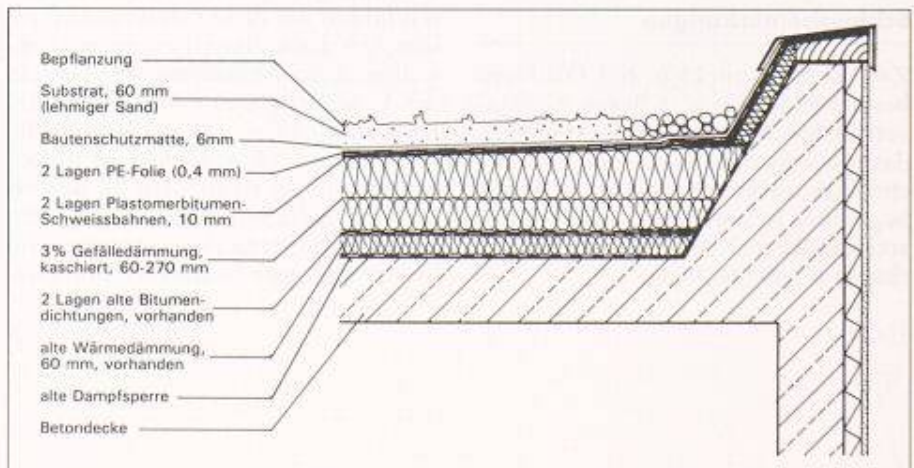 Bepflanzung
Substrat, 60 mm
(lehmiger Sand)
Bautenschutzmatte, 6mm
2 Lagen PE-Folie (0,4 mm)
2 Lagen Plastomerbitumen-
Schweissbahnen, 10 mm
3% Gefälledämmung,
kaschiert, 60-270 mm
2 Lagen alte Bitumen-
dichtungen, vorhanden
alte Wärmedämmung,
60 mm, vorhanden
alte Dampfsperre
Betondecke